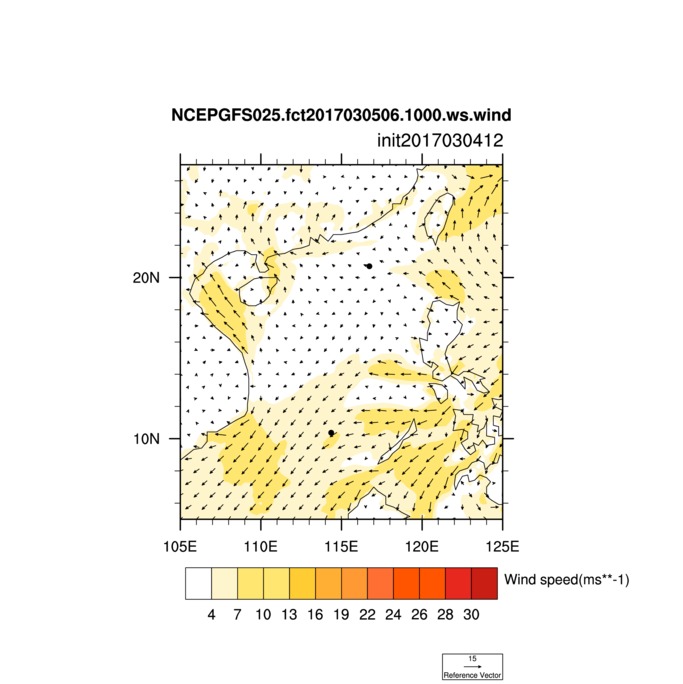 NCEPGFS025.fct2017030506.1000.ws.wind
init2017030412
20N
10N
105E 110E 115E 120E 125E
Wind speed(ms**-1)
4 7 10 13 16 19 22 24 26 28 30
15
Reference Vector